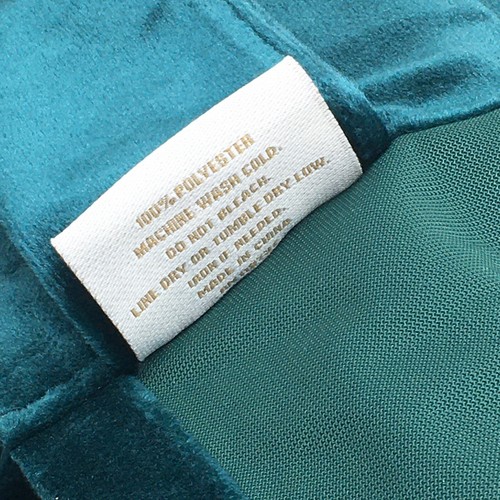 100% POLYESTER
MACHINE WASH COLD.
DO NOT BLEACH.
LINE DRY OR TUMBLE DRY LOW.
IRON IF NEEDED.
MADE IN CHINA